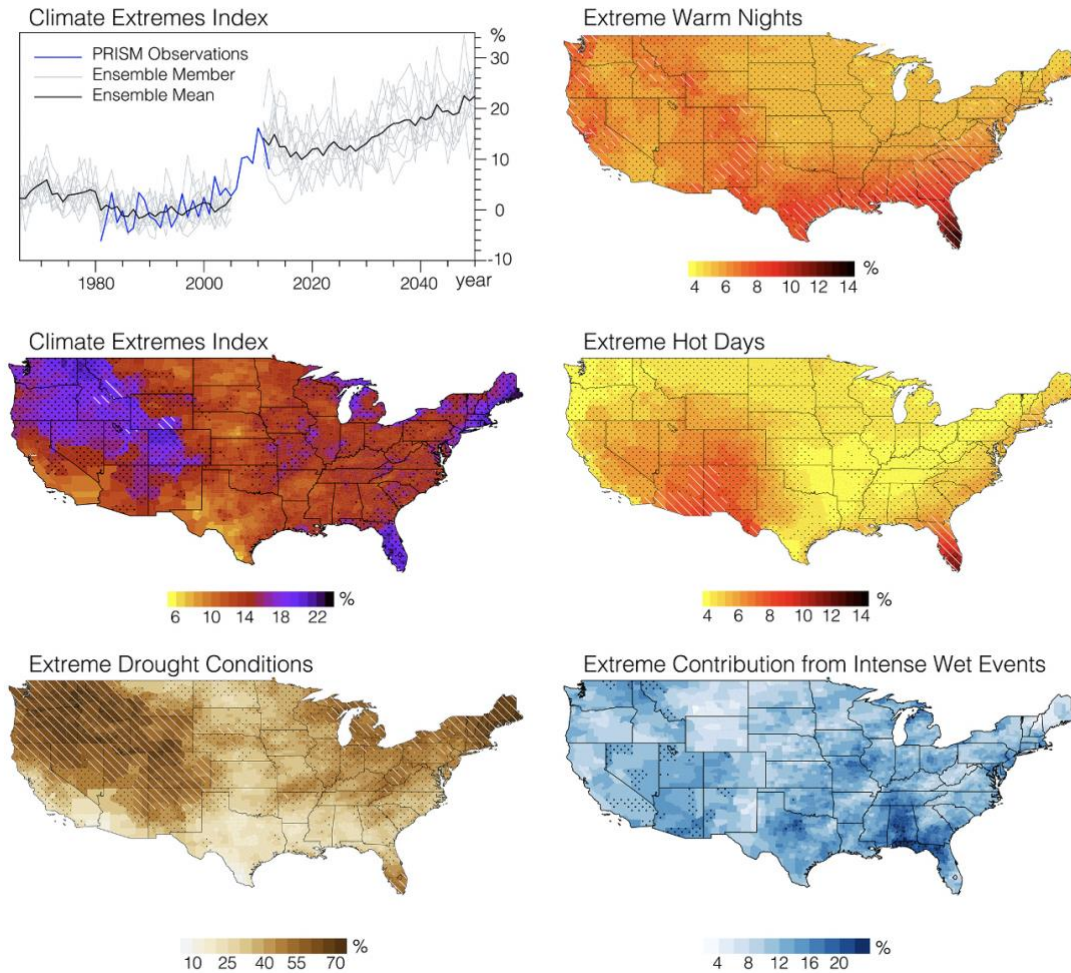 Climate Extremes Index
%
PRISM Observations
Ensemble Member
Ensemble Mean
30
20
10
0
-10
1980 2000 2020 2040 year
Extreme Warm Nights
%
4 6 8 10 12 14
Climate Extremes Index
%
6 10 14 18 22
Extreme Hot Days
%
4 6 8 10 12 14
Extreme Drought Conditions
%
10 25 40 55 70
Extreme Contribution from Intense Wet Events
%
4 8 12 16 20